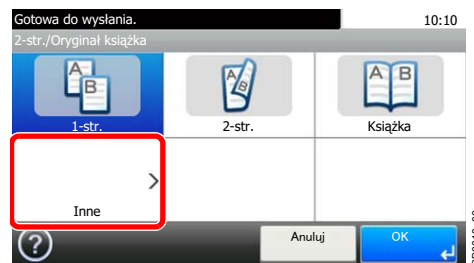 Gotowa do wysłania. 10:10
2-str./Oryginał książka
A B
A
A B
1-str. 2-str. Książka
Inne
? Anuluj OK